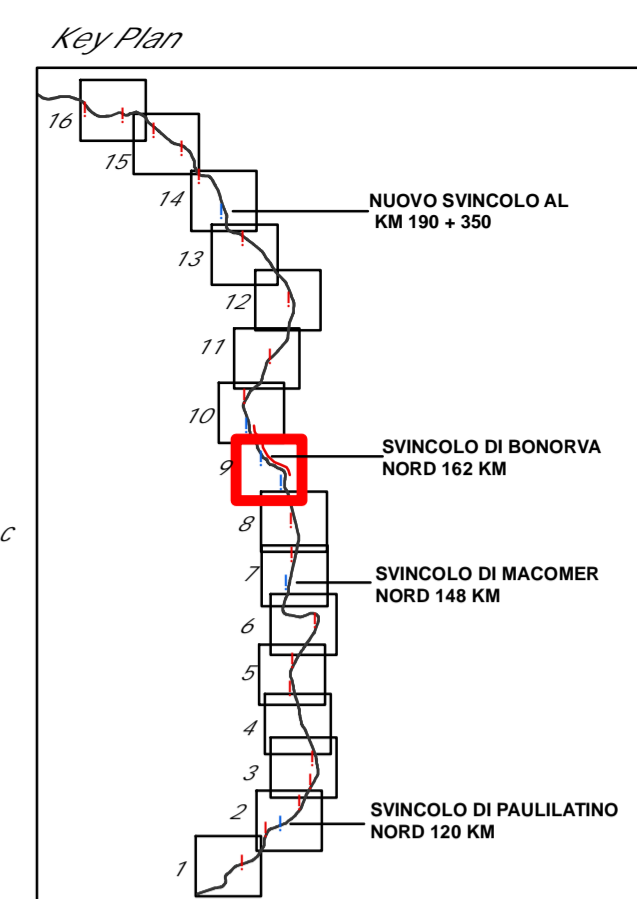 Key Plan
16
15
14
NUOVO SVINCOLO AL
KM 190 + 350
13
12
11
10
SVINCOLO DI BONORVA
NORD 162 KM
9
8
c
7
SVINCOLO DI MACOMER
NORD 148 KM
6
5
4
3
2
SVINCOLO DI PAULILATINO
NORD 120 KM
1